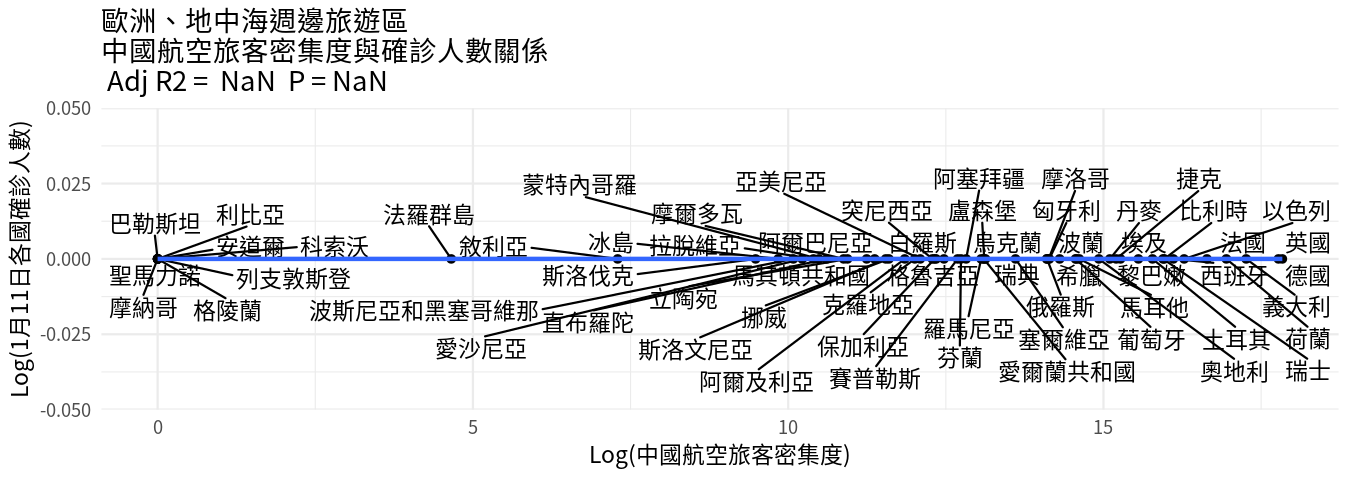 歐洲、地中海週邊旅遊區
中國航空旅客密集度與確診人數關係
Adj R2 = NaN P = NaN
Log(1月11日各國確診人數)
0.050
0.025
0.000
-0.025
-0.050
蒙特內哥羅 亞美尼亞 阿塞拜疆 摩洛哥 捷克
巴勒斯坦 利比亞 法羅群島 摩爾多瓦 突尼西亞 盧森堡 匈牙利 丹麥 比利時 以色列
安道爾 科索沃 敘利亞 冰島 拉脫維亞 阿爾巴尼亞 白羅斯 烏克蘭 波蘭 埃及 法國 英國
聖馬力諾 列支敦斯登 斯洛伐克 馬其頓共和國 格魯吉亞 瑞典 希臘 黎巴嫩 西班牙 德國
摩納哥 格陵蘭 波斯尼亞和黑塞哥維那 立陶宛 克羅地亞 俄羅斯 馬耳他 義大利
直布羅陀 挪威 羅馬尼亞 塞爾維亞 葡萄牙 土耳其 荷蘭
愛沙尼亞 斯洛文尼亞 保加利亞 芬蘭
阿爾及利亞 賽普勒斯 愛爾蘭共和國 奧地利 瑞士
0 5 10 15
Log(中國航空旅客密集度)